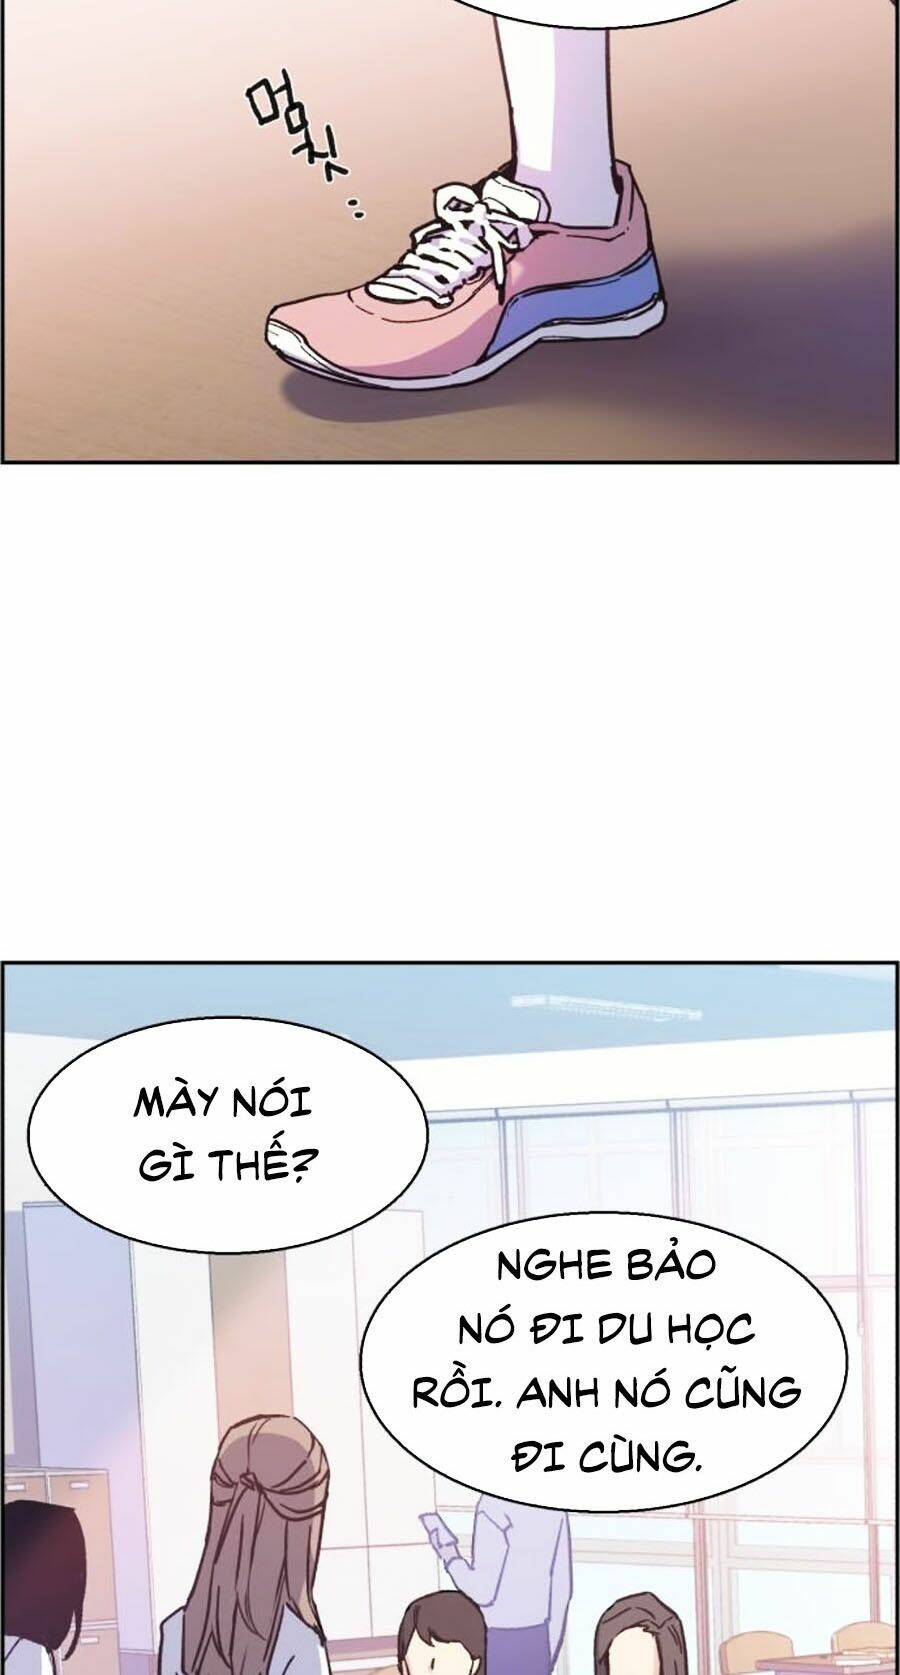 멈칫..
MÀY NÓI
GÌ THẾ?
NGHE BẢO
NÓ ĐI DU HỌC
RỒI. ANH NÓ CŨNG
ĐI CÙNG.